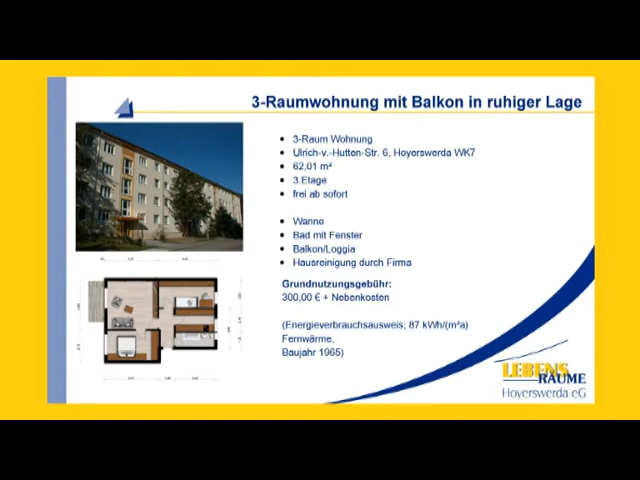 3-Raumwohnung mit Balkon in ruhiger Lage
• 3-Raum Wohnung
• Ulrich-v.-Hutten-Str. 6, Hoyerswerda WK7
• 62,01 m²
• 3.Etage
• frei ab sofort
• Wanne
• Bad mit Fenster
• Balkon/Loggia
• Hausreinigung durch Firma
Grundnutzungsgebühr:
300,00 € + Nebenkosten
(Energieverbrauchsausweis; 87 kWh/(m²a)
Fernwärme,
Baujahr 1965)
LEBENS
RÄUME
Hoyerswerda eG